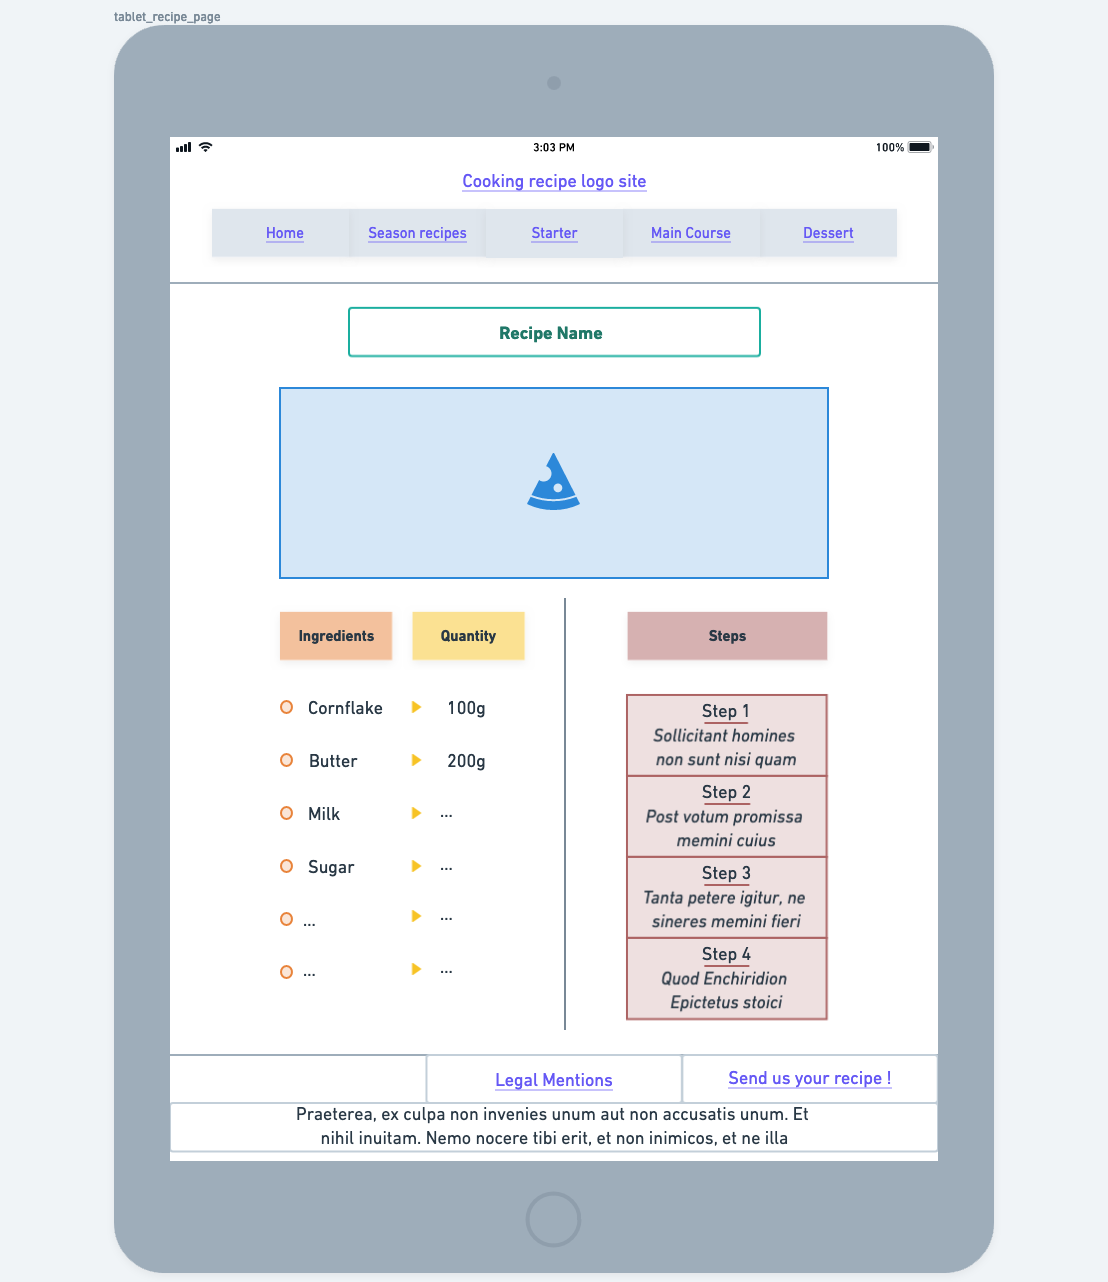 tablet_recipe_page
3:03 PM
100%
Cooking recipe logo site
Home
Season recipes
Starter
Main Course
Dessert
Recipe Name
Ingredients
Quantity
Cornflake
100g
Butter
200g
Milk
...
Sugar
...
...
...
...
...
Steps
Step 1
Sollicitant homines
non sunt nisi quam
Step 2
Post votum promissa
memini cuius
Step 3
Tanta petere igitur, ne
sineres memini fieri
Step 4
Quod Enchiridion
Epictetus stoici
Legal Mentions
Send us your recipe !
Praeterea, ex culpa non invenies unum aut non accusatis unum. Et
nihil inuitam. Nemo nocere tibi erit, et non inimicos, et ne illa